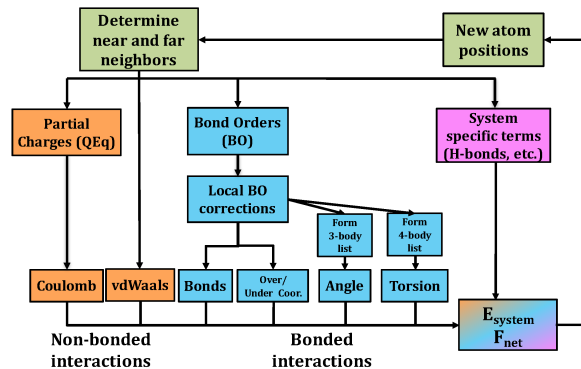 Determine
near and far
neighbors
New atom
positions
Partial
Charges (QEq)
Bond Orders
(BO)
System
specific terms
(H-bonds, etc.)
Local BO
corrections
Form
3-body
list
Form
4-body
list
Coulomb
vdWaals
Bonds
Over/
Under Coor.
Angle
Torsion
E system
F net
Non-bonded
interactions
Bonded
interactions